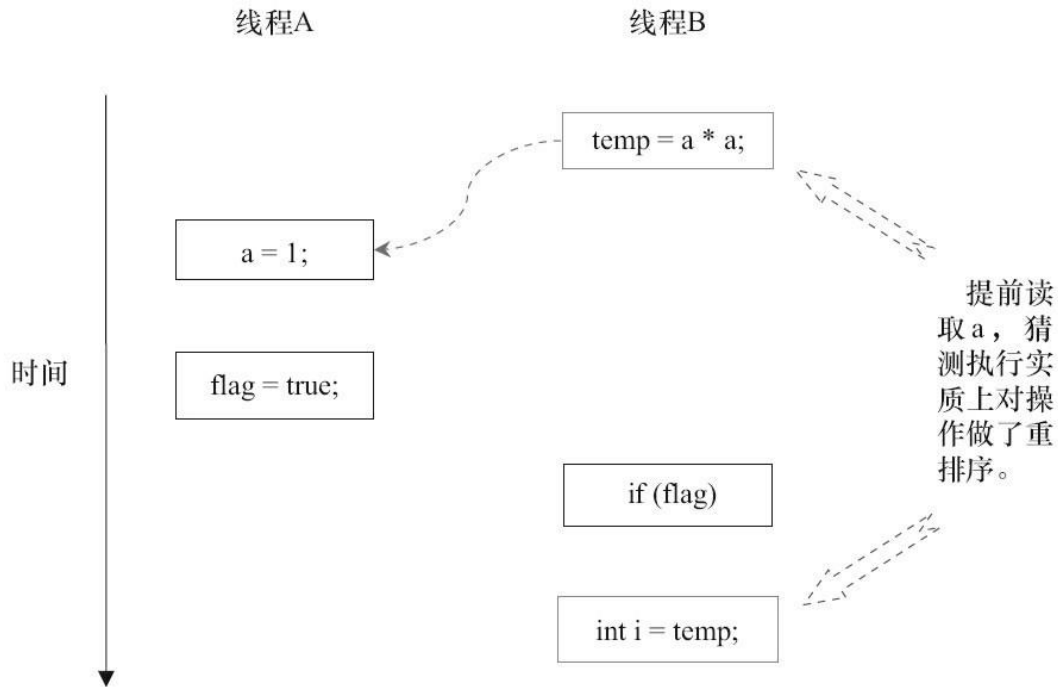 线程A
线程B
temp = a * a;
a = 1;
时间
flag = true;
if (flag)
int i = temp;
提前读
取a，猜
测执行实
质上对操
作做了重
排序。